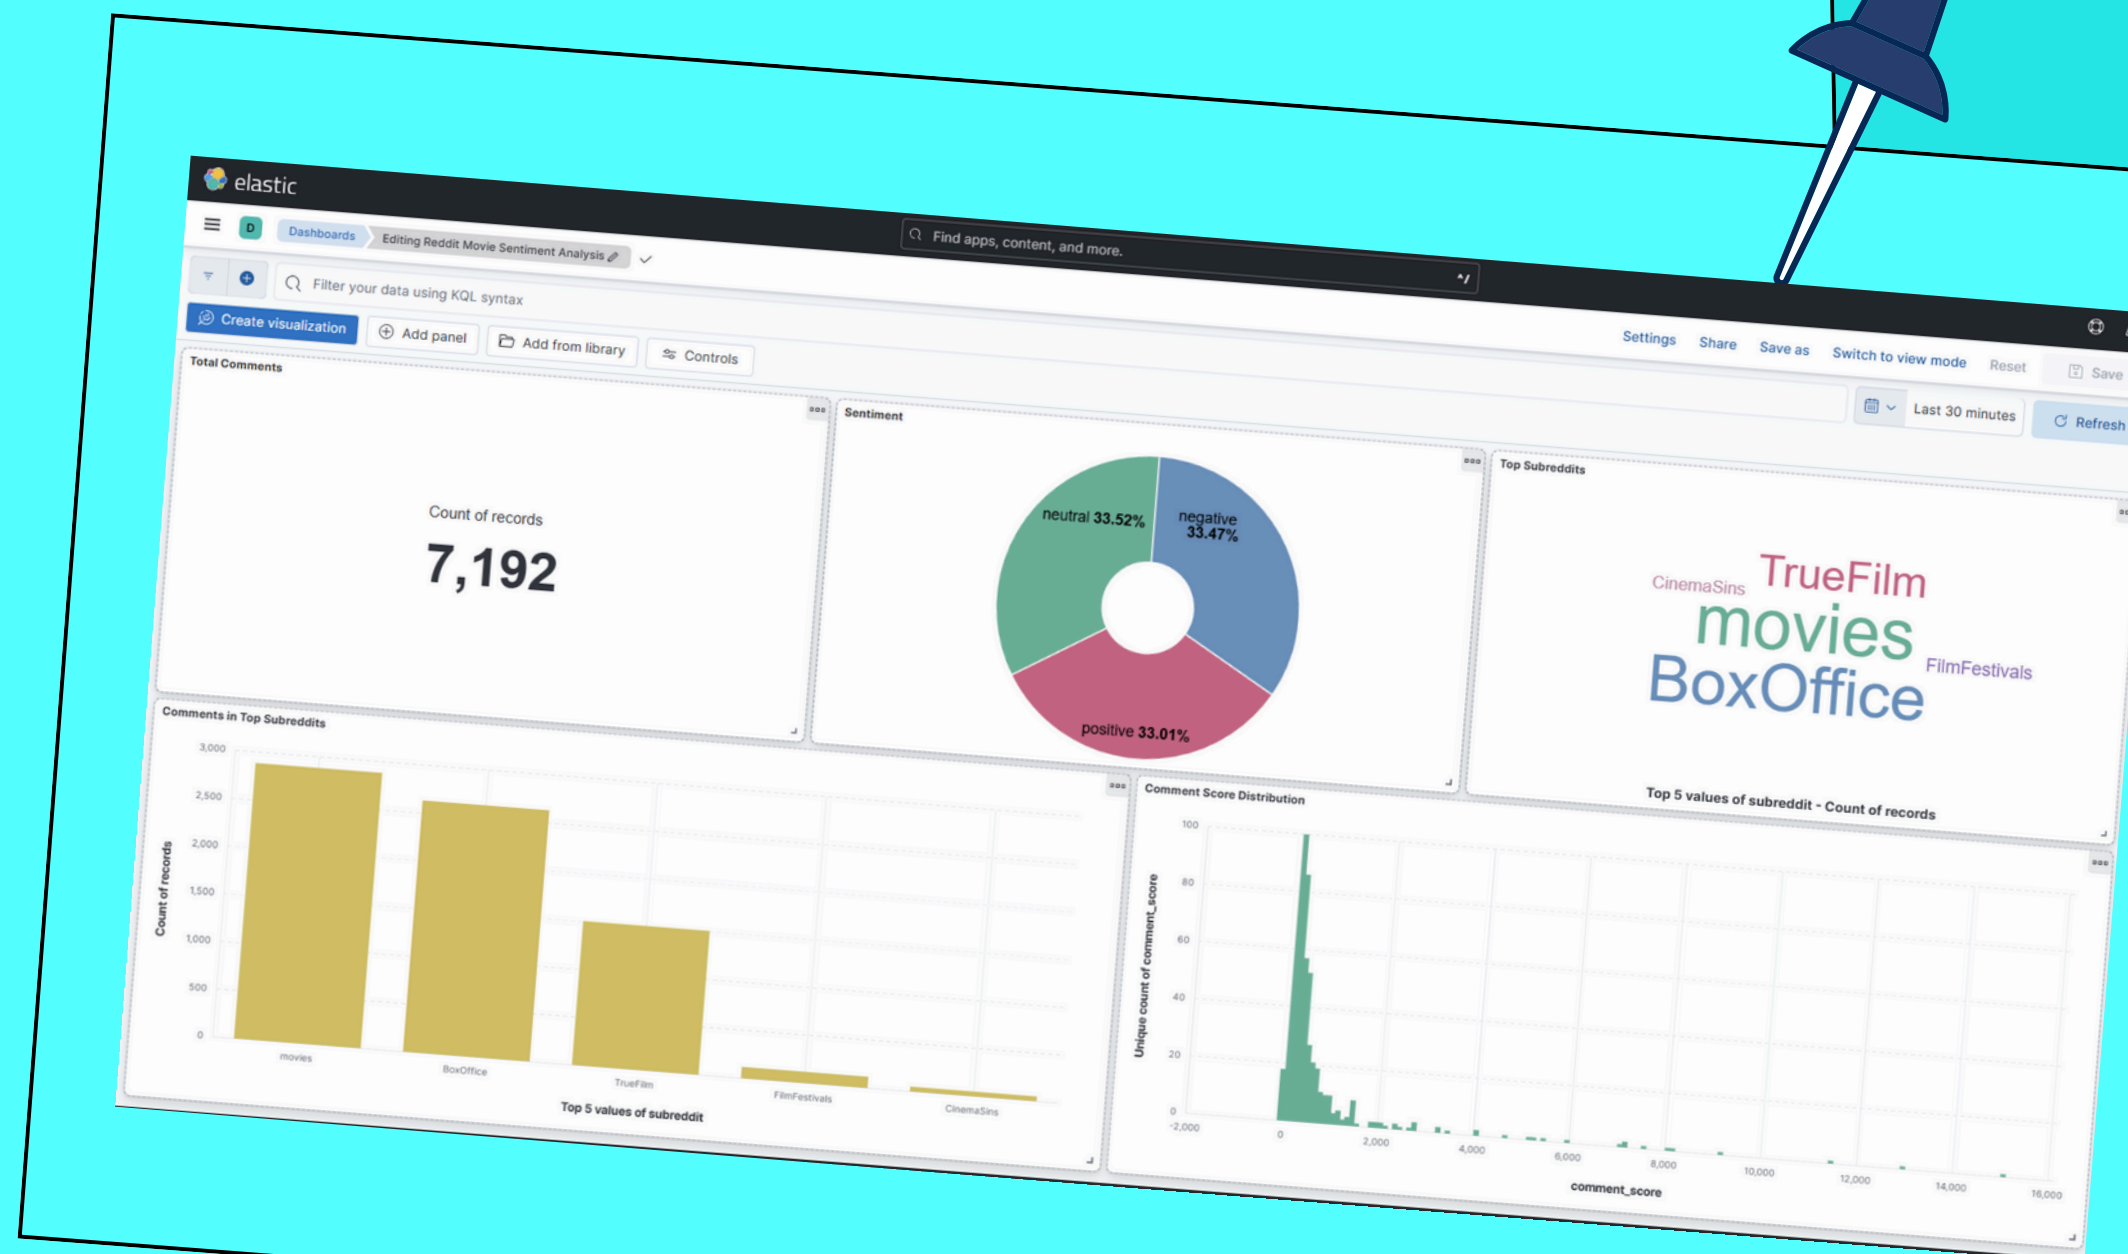 elastic
Find apps, content, and more.
^/
D
Dashboards
Editing Reddit Movie Sentiment Analysis
Settings
Share
Save as
Switch to view mode
Reset
Save
Filter your data using KQL syntax
Last 30 minutes
Refresh
Create visualization
Add panel
Add from library
Controls
Total Comments
Count of records
7,192
Sentiment
neutral 33.52%
negative
33.47%
positive 33.01%
Top Subreddits
CinemaSins
TrueFilm
movies
FilmFestivals
BoxOffice
Top 5 values of subreddit - Count of records
Comments in Top Subreddits
Count of records
3,000
2,500
2,000
1,500
1,000
500
0
movies
BoxOffice
TrueFilm
FilmFestivals
CinemaSins
Top 5 values of subreddit
Comment Score Distribution
Unique count of comment_score
100
80
60
40
20
0
-2,000
0
2,000
4,000
6,000
8,000
10,000
12,000
14,000
16,000
comment_score